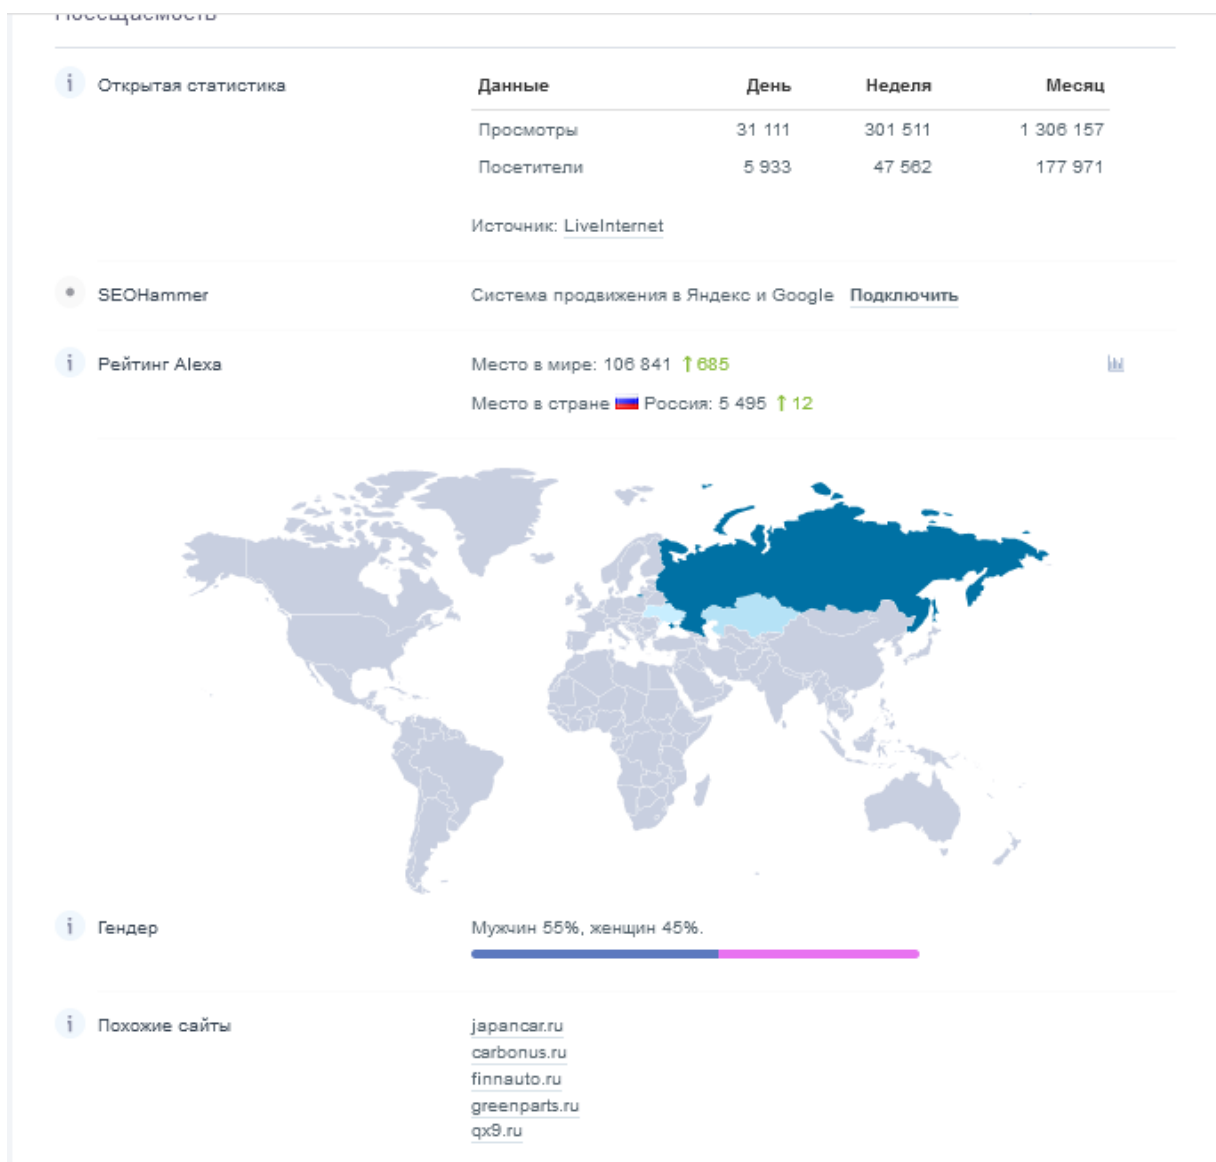 Посещаемость
Открытая статистика
Данные День Неделя Месяц
Просмотры 31 111 301 511 1 306 157
Посетители 5 933 47 562 177 971
Источник: LiveInternet
SEOHammer Система продвижения в Яндекс и Google Подключить
Рейтинг Alexa Место в мире: 106 841 ↑685
Место в стране Россия: 5 495 ↑12
Гендер Мужчин 55%, женщин 45%.
Похожие сайты japancar.ru
carbonus.ru
finnauto.ru
greenparts.ru
qx9.ru